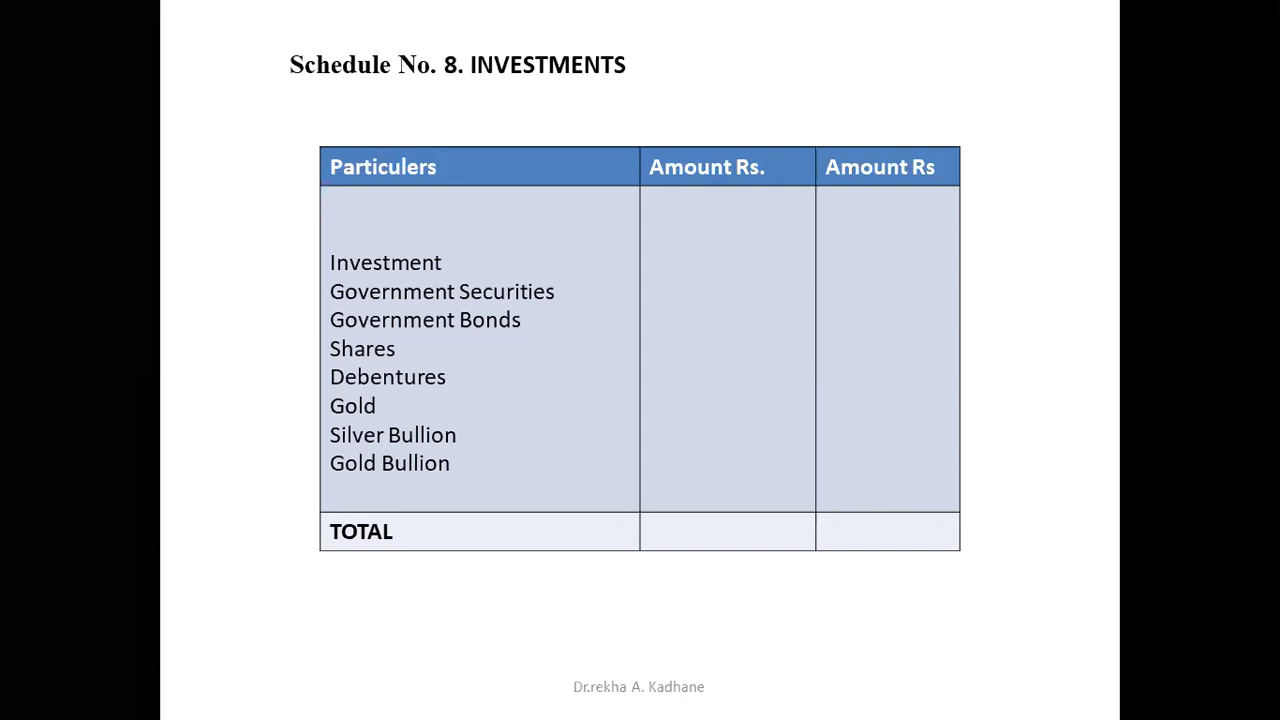 Schedule No. 8. INVESTMENTS
Particulers Amount Rs. Amount Rs
Investment
Government Securities
Government Bonds
Shares
Debentures
Gold
Silver Bullion
Gold Bullion
TOTAL
Dr.rekha A. Kadhane